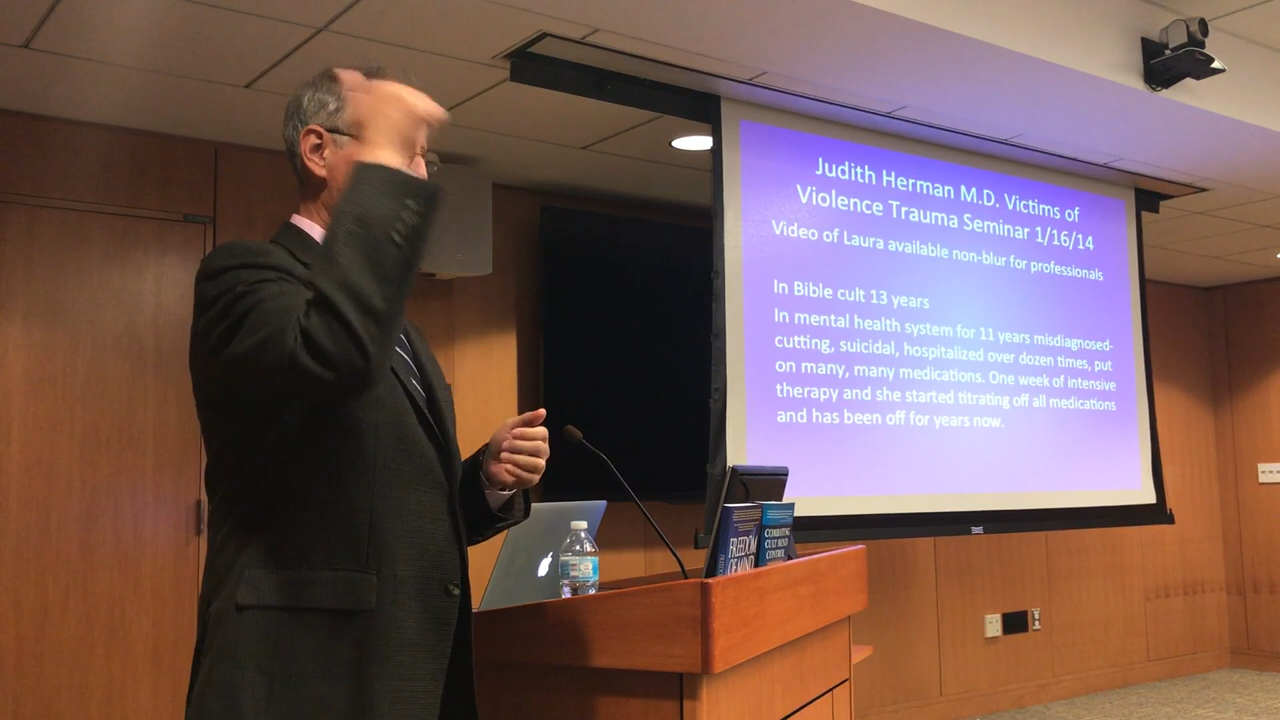 Judith Herman M.D. Victims of
Violence Trauma Seminar 1/16/14
Video of Laura available non-blur for professionals
In Bible cult 13 years
In mental health system for 11 years misdiagnosed-
cutting, suicidal, hospitalized over dozen times, put
on many, many medications. One week of intensive
therapy and she started titrating off all medications
and has been off for years now.
FREEDOM
OF MIND
COMBATING
CULT MIND
CONTROL